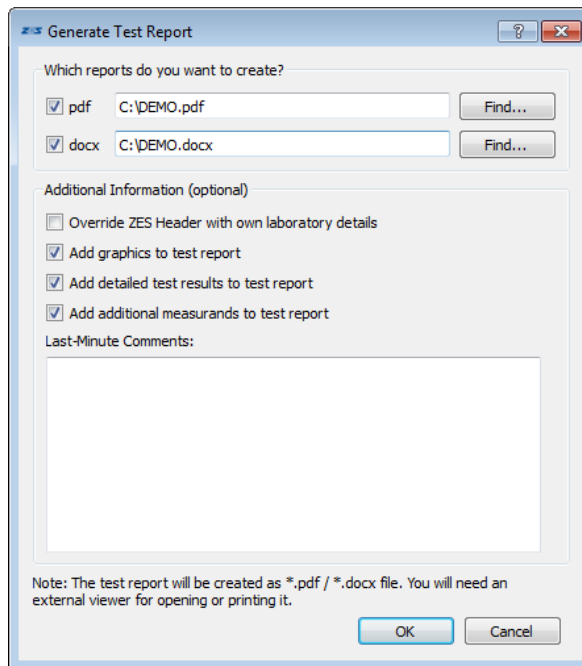 ZES Generate Test Report ?
Which reports do you want to create?
pdf C:\DEMO.pdf Find...
docx C:\DEMO.docx Find...
Additional Information (optional)
Override ZES Header with own laboratory details
Add graphics to test report
Add detailed test results to test report
Add additional measurands to test report
Last-Minute Comments:
Note: The test report will be created as *.pdf / *.docx file. You will need an
external viewer for opening or printing it.
OK Cancel